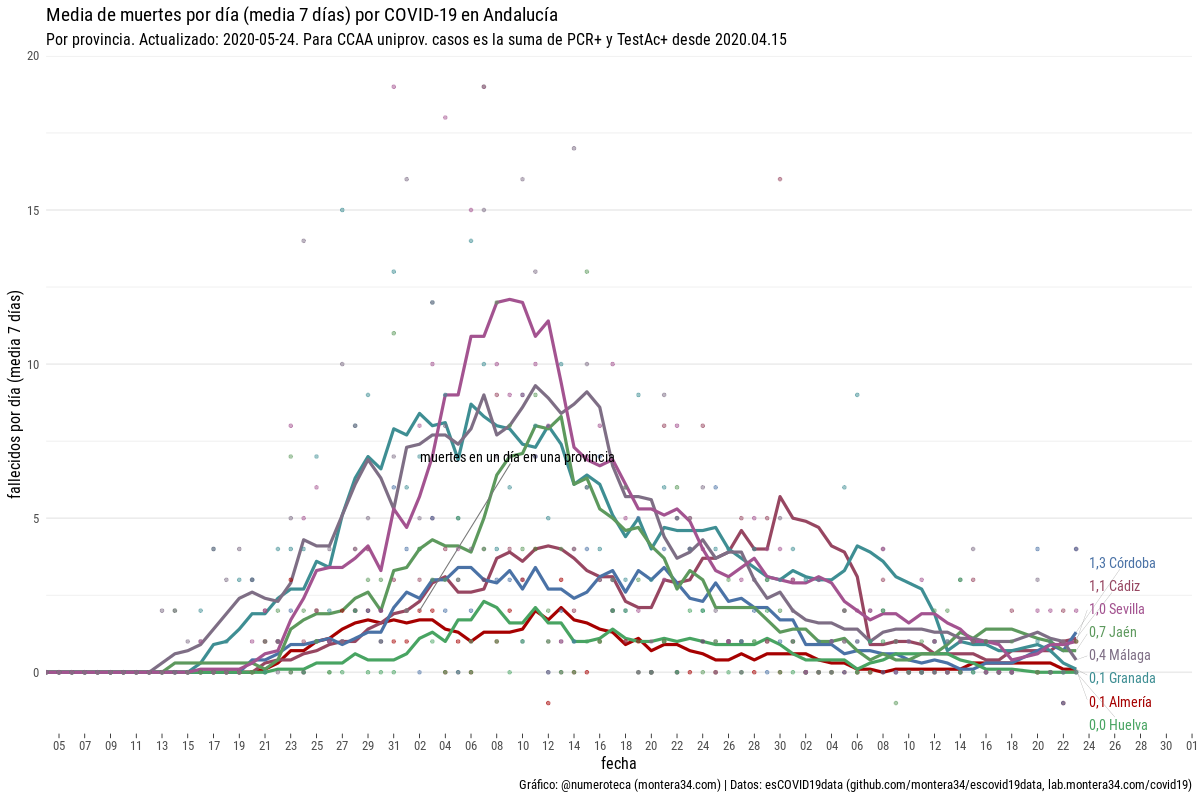 Media de muertes por día (media 7 días) por COVID-19 en Andalucía
Por provincia. Actualizado: 2020-05-24. Para CCAA uniprov. casos es la suma de PCR+ y TestAc+ desde 2020.04.15
20
15
10
5
0
fallecidos por día (media 7 días)
muertes en un día en una provincia
1,3 Córdoba
1,1 Cádiz
1,0 Sevilla
0,7 Jaén
0,4 Málaga
0,1 Granada
0,1 Almería
0,0 Huelva
05 07 09 11 13 15 17 19 21 23 25 27 29 31 02 04 06 08 10 12 14 16 18 20 22 24 26 28 30 02 04 06 08 10 12 14 16 18 20 22 24 26 28 30 01
fecha
Gráfico: @numeroteca (montera34.com) | Datos: esCOVID19data (github.com/montera34/escovid19data, lab.montera34.com/covid19)